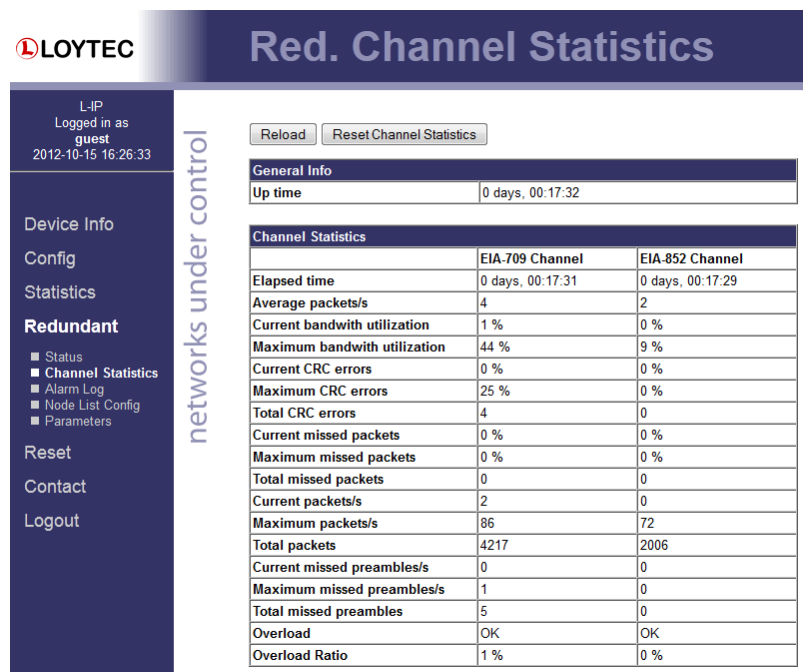 LOYTEC
Red. Channel Statistics
L-IP
Logged in as
guest
2012-10-15 16:26:33
Device Info
Config
Statistics
Redundant
Status
Channel Statistics
Alarm Log
Node List Config
Parameters
Reset
Contact
Logout
networks under control
Reload Reset Channel Statistics
General Info
Up time 0 days, 00:17:32
Channel Statistics
EIA-709 Channel EIA-852 Channel
Elapsed time 0 days, 00:17:31 0 days, 00:17:29
Average packets/s 4 2
Current bandwith utilization 1 % 0 %
Maximum bandwith utilization 44 % 9 %
Current CRC errors 0 % 0 %
Maximum CRC errors 25 % 0 %
Total CRC errors 4 0
Current missed packets 0 % 0 %
Maximum missed packets 0 % 0 %
Total missed packets 0 0
Current packets/s 2 0
Maximum packets/s 86 72
Total packets 4217 2006
Current missed preambles/s 0 0
Maximum missed preambles/s 1 0
Total missed preambles 5 0
Overload OK OK
Overload Ratio 1 % 0 %